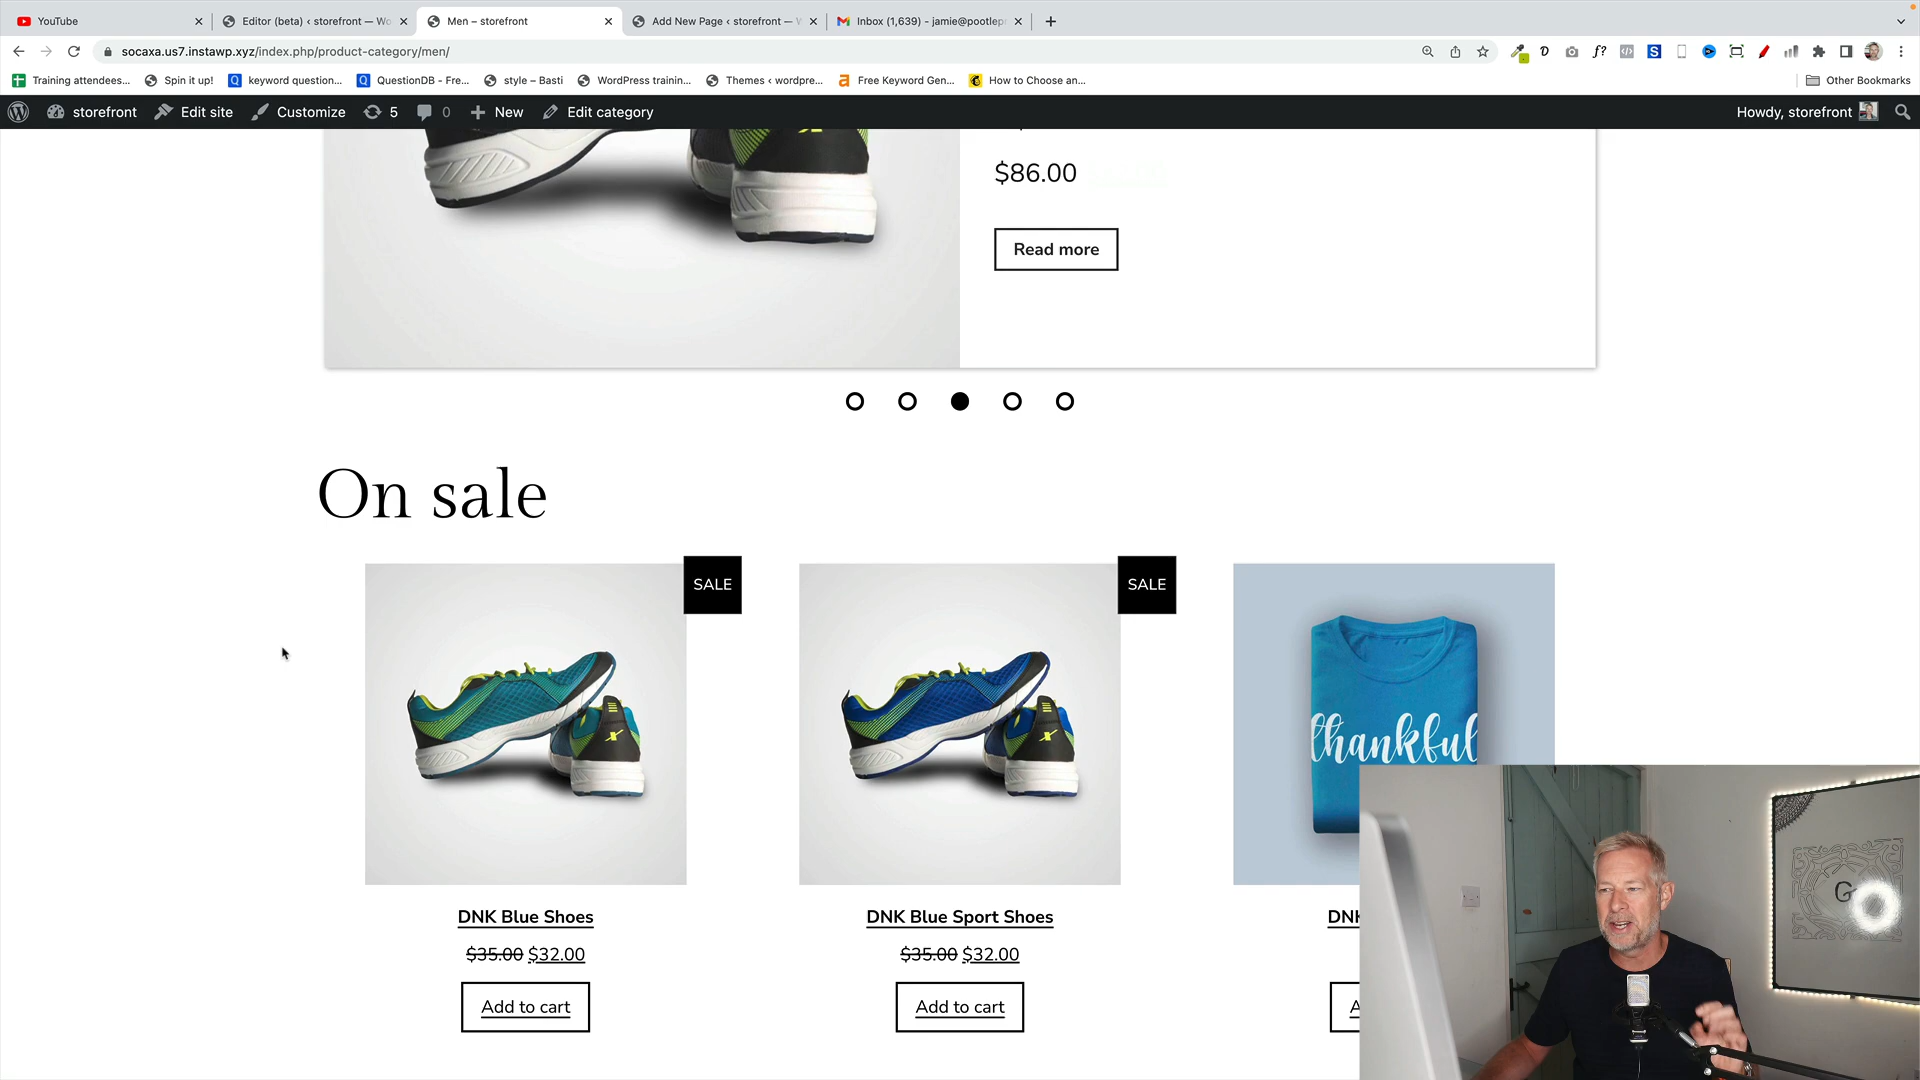 YouTube
Editor (beta) ‹ storefront — Wo
Men – storefront
Add New Page ‹ storefront — W
Inbox (1,639) - jamie@pootlepr
socaxa.us7.instawp.xyz/index.php/product-category/men/
Training attendees...
Spin it up!
keyword question...
QuestionDB - Fre...
style – Basti
WordPress trainin...
Themes ‹ wordpre...
Free Keyword Gen...
How to Choose an...
Other Bookmarks
storefront
Edit site
Customize
5
0
New
Edit category
Howdy, storefront
$86.00
Read more
On sale
SALE
SALE
thankful
DNK Blue Shoes
DNK Blue Sport Shoes
DNK
$35.00 $32.00
$35.00 $32.00
Add to cart
Add to cart
A
G